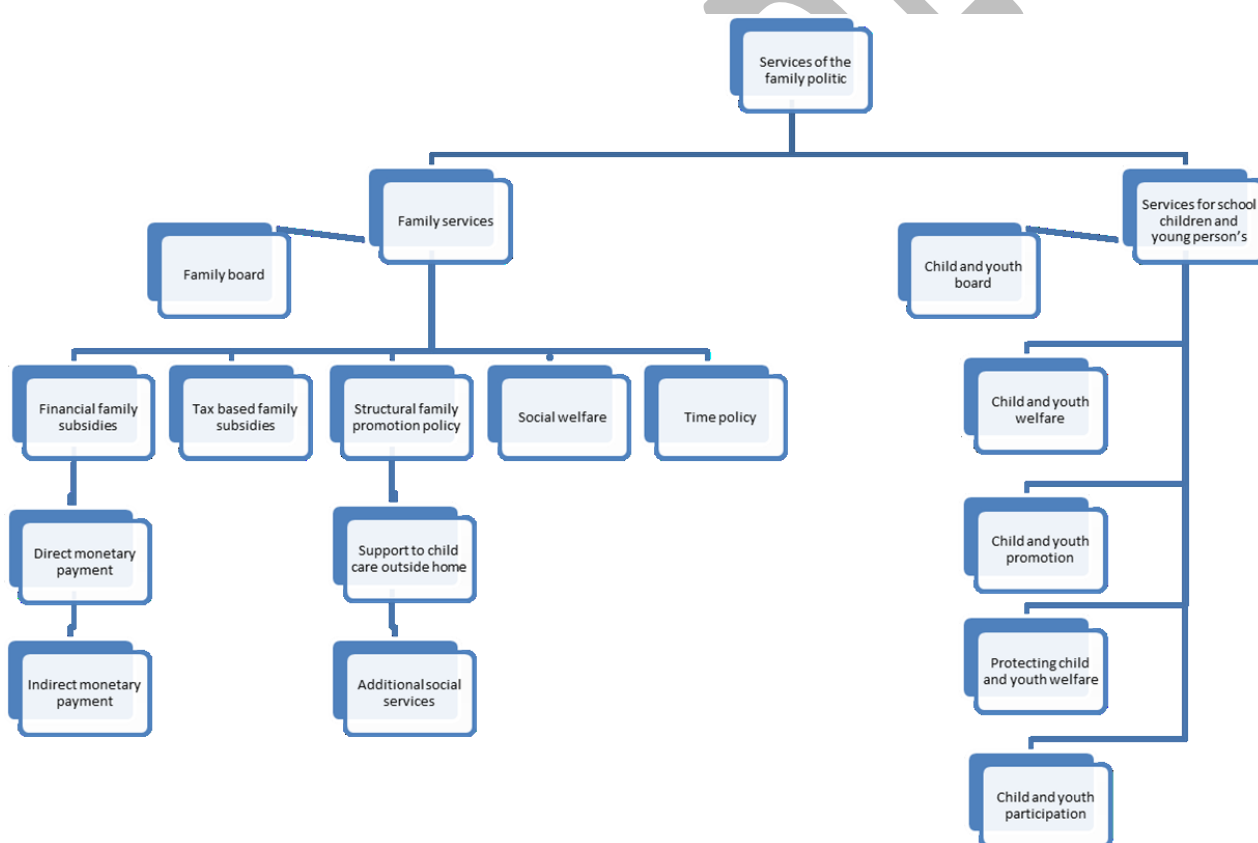 Services of the
family politic
Family services
Services for school
children and
young person's
Family board
Child and youth
board
Financial family
subsidies
Tax based family
subsidies
Structural family
promotion policy
Social welfare
Time policy
Child and youth
welfare
Direct monetary
payment
Support to child
care outside home
Child and youth
promotion
Indirect monetary
payment
Additional social
services
Protecting child
and youth welfare
Child and youth
participation